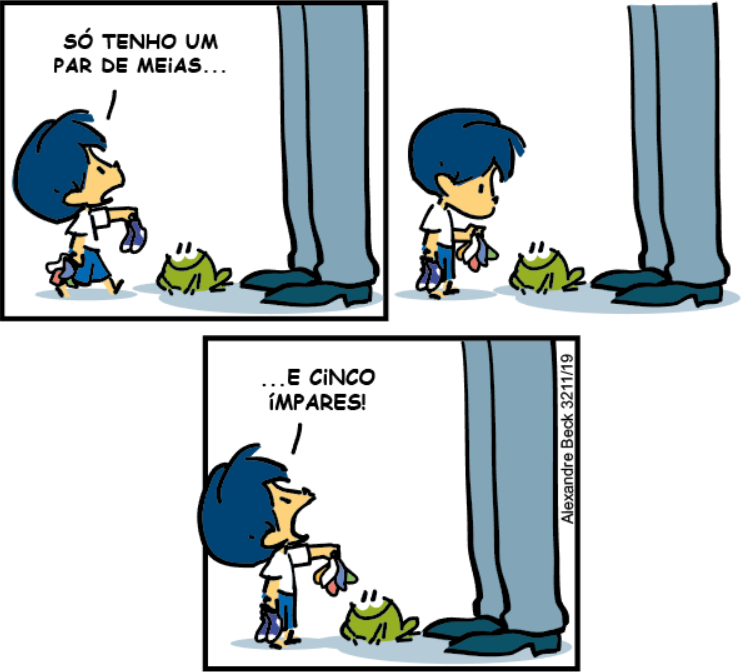 SÓ TENHO UM
PAR DE MEiAS...
...E CiNCO
íMPARES!
Alexandre Beck 3211/19